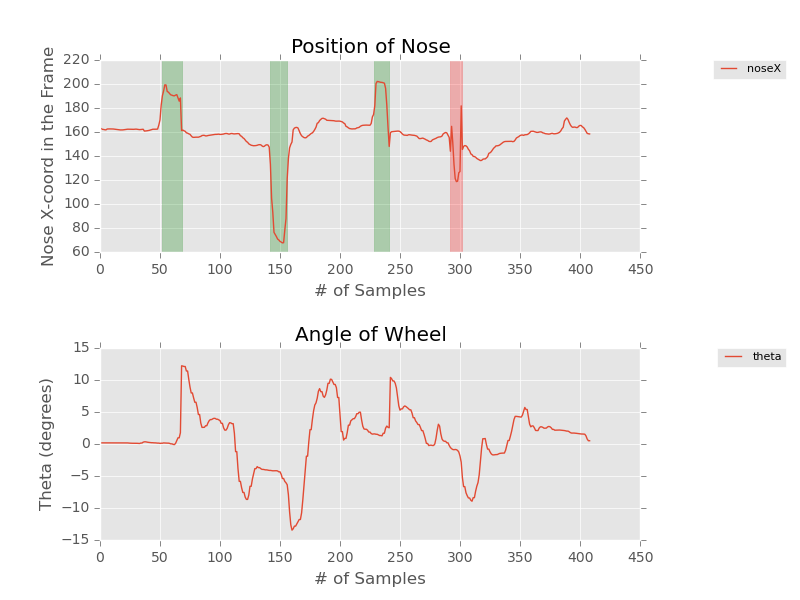 Position of Nose
Nose X-coord in the Frame
220
200
180
160
140
120
100
80
60
0 50 100 150 200 250 300 350 400 450
# of Samples
noseX
Angle of Wheel
Theta (degrees)
15
10
5
0
−5
−10
−15
0 50 100 150 200 250 300 350 400 450
# of Samples
theta